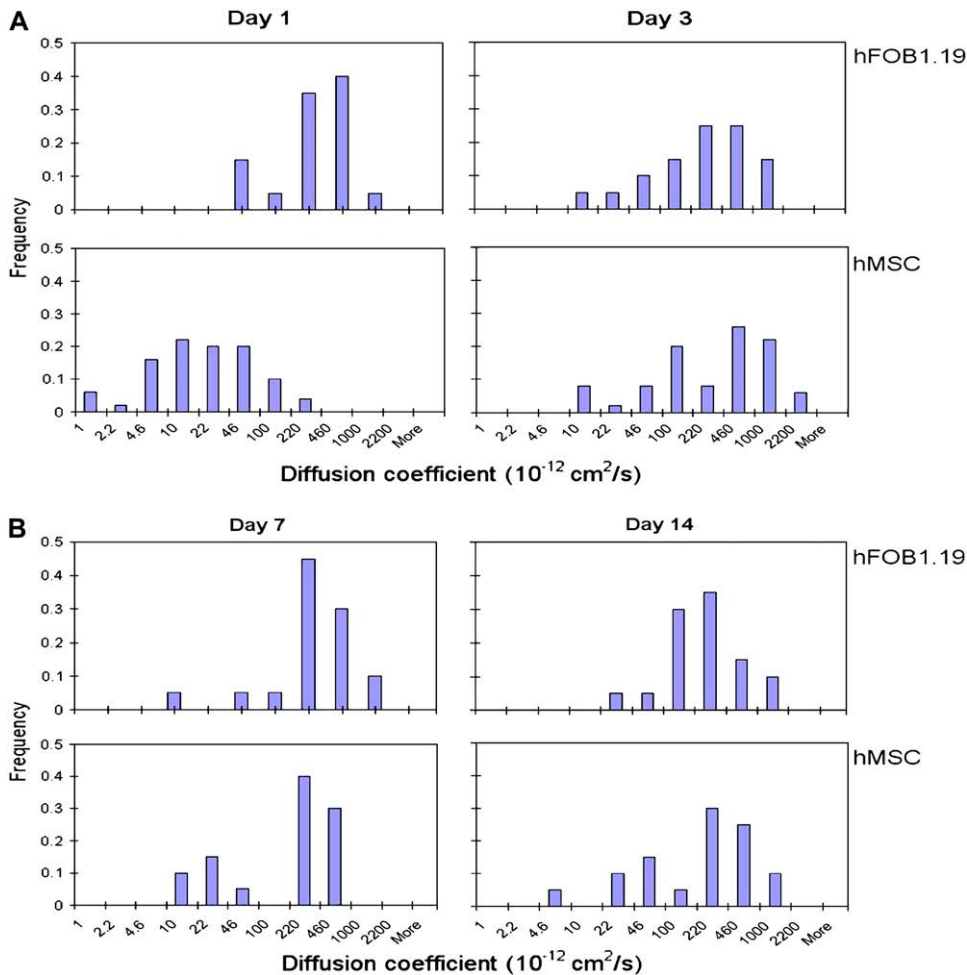 A
Day 1
Day 3
0.5
0.4
0.3
0.2
0.1
0
hFOB1.19
Frequency
0.5
0.4
0.3
0.2
0.1
0
hMSC
1 2.2 4.6 10 22 46 100 220 460 1000 2200 More
1 2.2 4.6 10 22 46 100 220 460 1000 2200 More
Diffusion coefficient (10⁻¹² cm²/s)
B
Day 7
Day 14
0.5
0.4
0.3
0.2
0.1
0
hFOB1.19
Frequency
0.5
0.4
0.3
0.2
0.1
0
hMSC
1 2.2 4.6 10 22 46 100 220 460 1000 2200 More
1 2.2 4.6 10 22 46 100 220 460 1000 2200 More
Diffusion coefficient (10⁻¹² cm²/s)